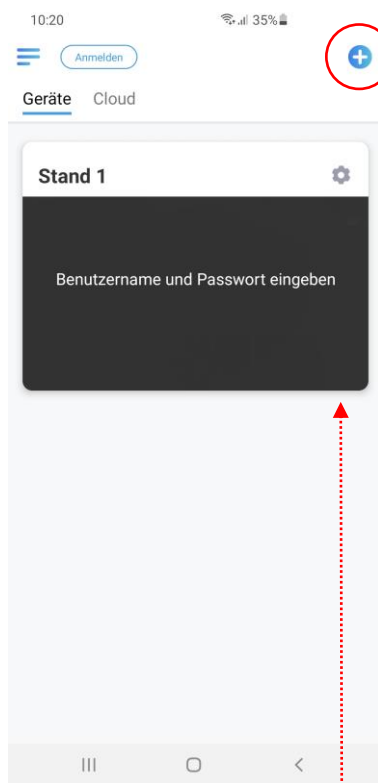 10:20
35%
Anmelden
Geräte Cloud
Stand 1
Benutzername und Passwort eingeben